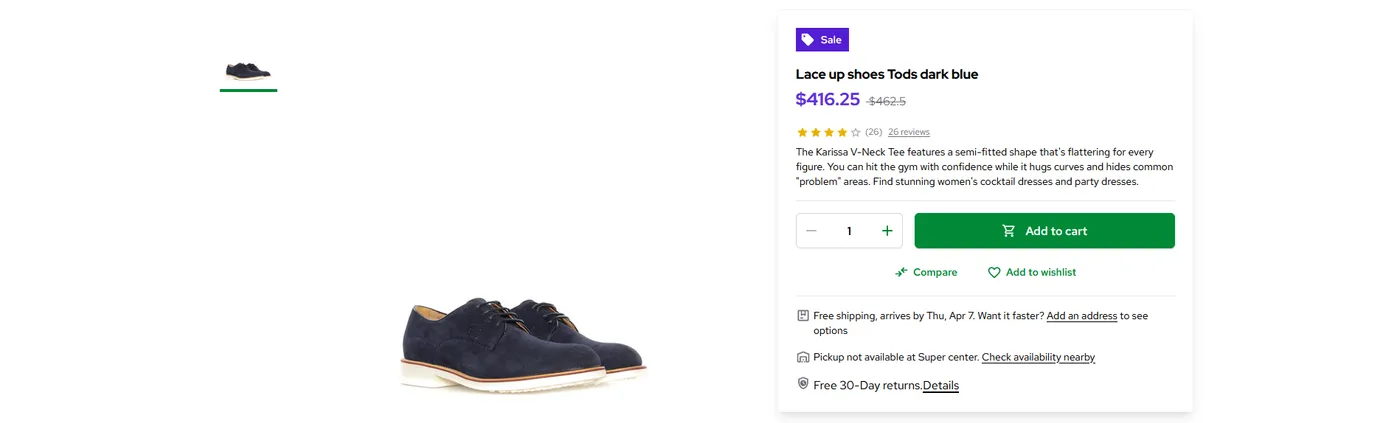 Sale
Lace up shoes Tods dark blue
$416.25 $462.5
(26) 26 reviews
The Karissa V-Neck Tee features a semi-fitted shape that's flattering for every
figure. You can hit the gym with confidence while it hugs curves and hides common
"problem" areas. Find stunning women's cocktail dresses and party dresses.
1 Add to cart
Compare Add to wishlist
Free shipping, arrives by Thu, Apr 7. Want it faster? Add an address to see
options
Pickup not available at Super center. Check availability nearby
Free 30-Day returns.Details